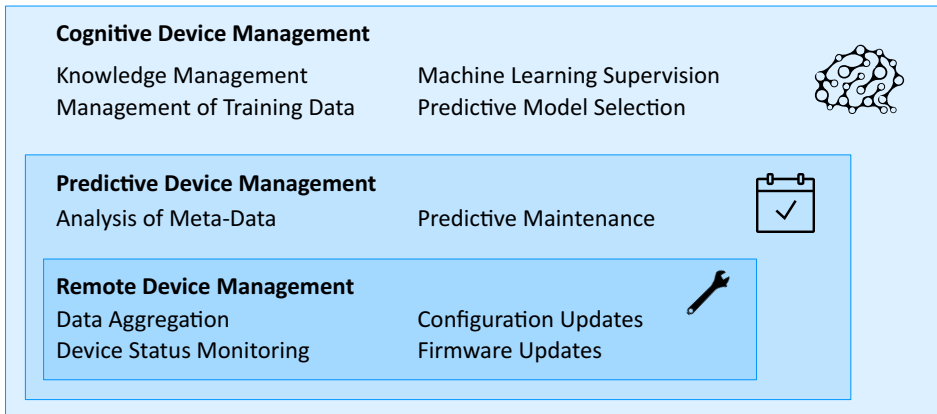 Cognitive Device Management
Knowledge Management Machine Learning Supervision
Management of Training Data Predictive Model Selection
Predictive Device Management
Analysis of Meta-Data Predictive Maintenance
Remote Device Management
Data Aggregation Configuration Updates
Device Status Monitoring Firmware Updates